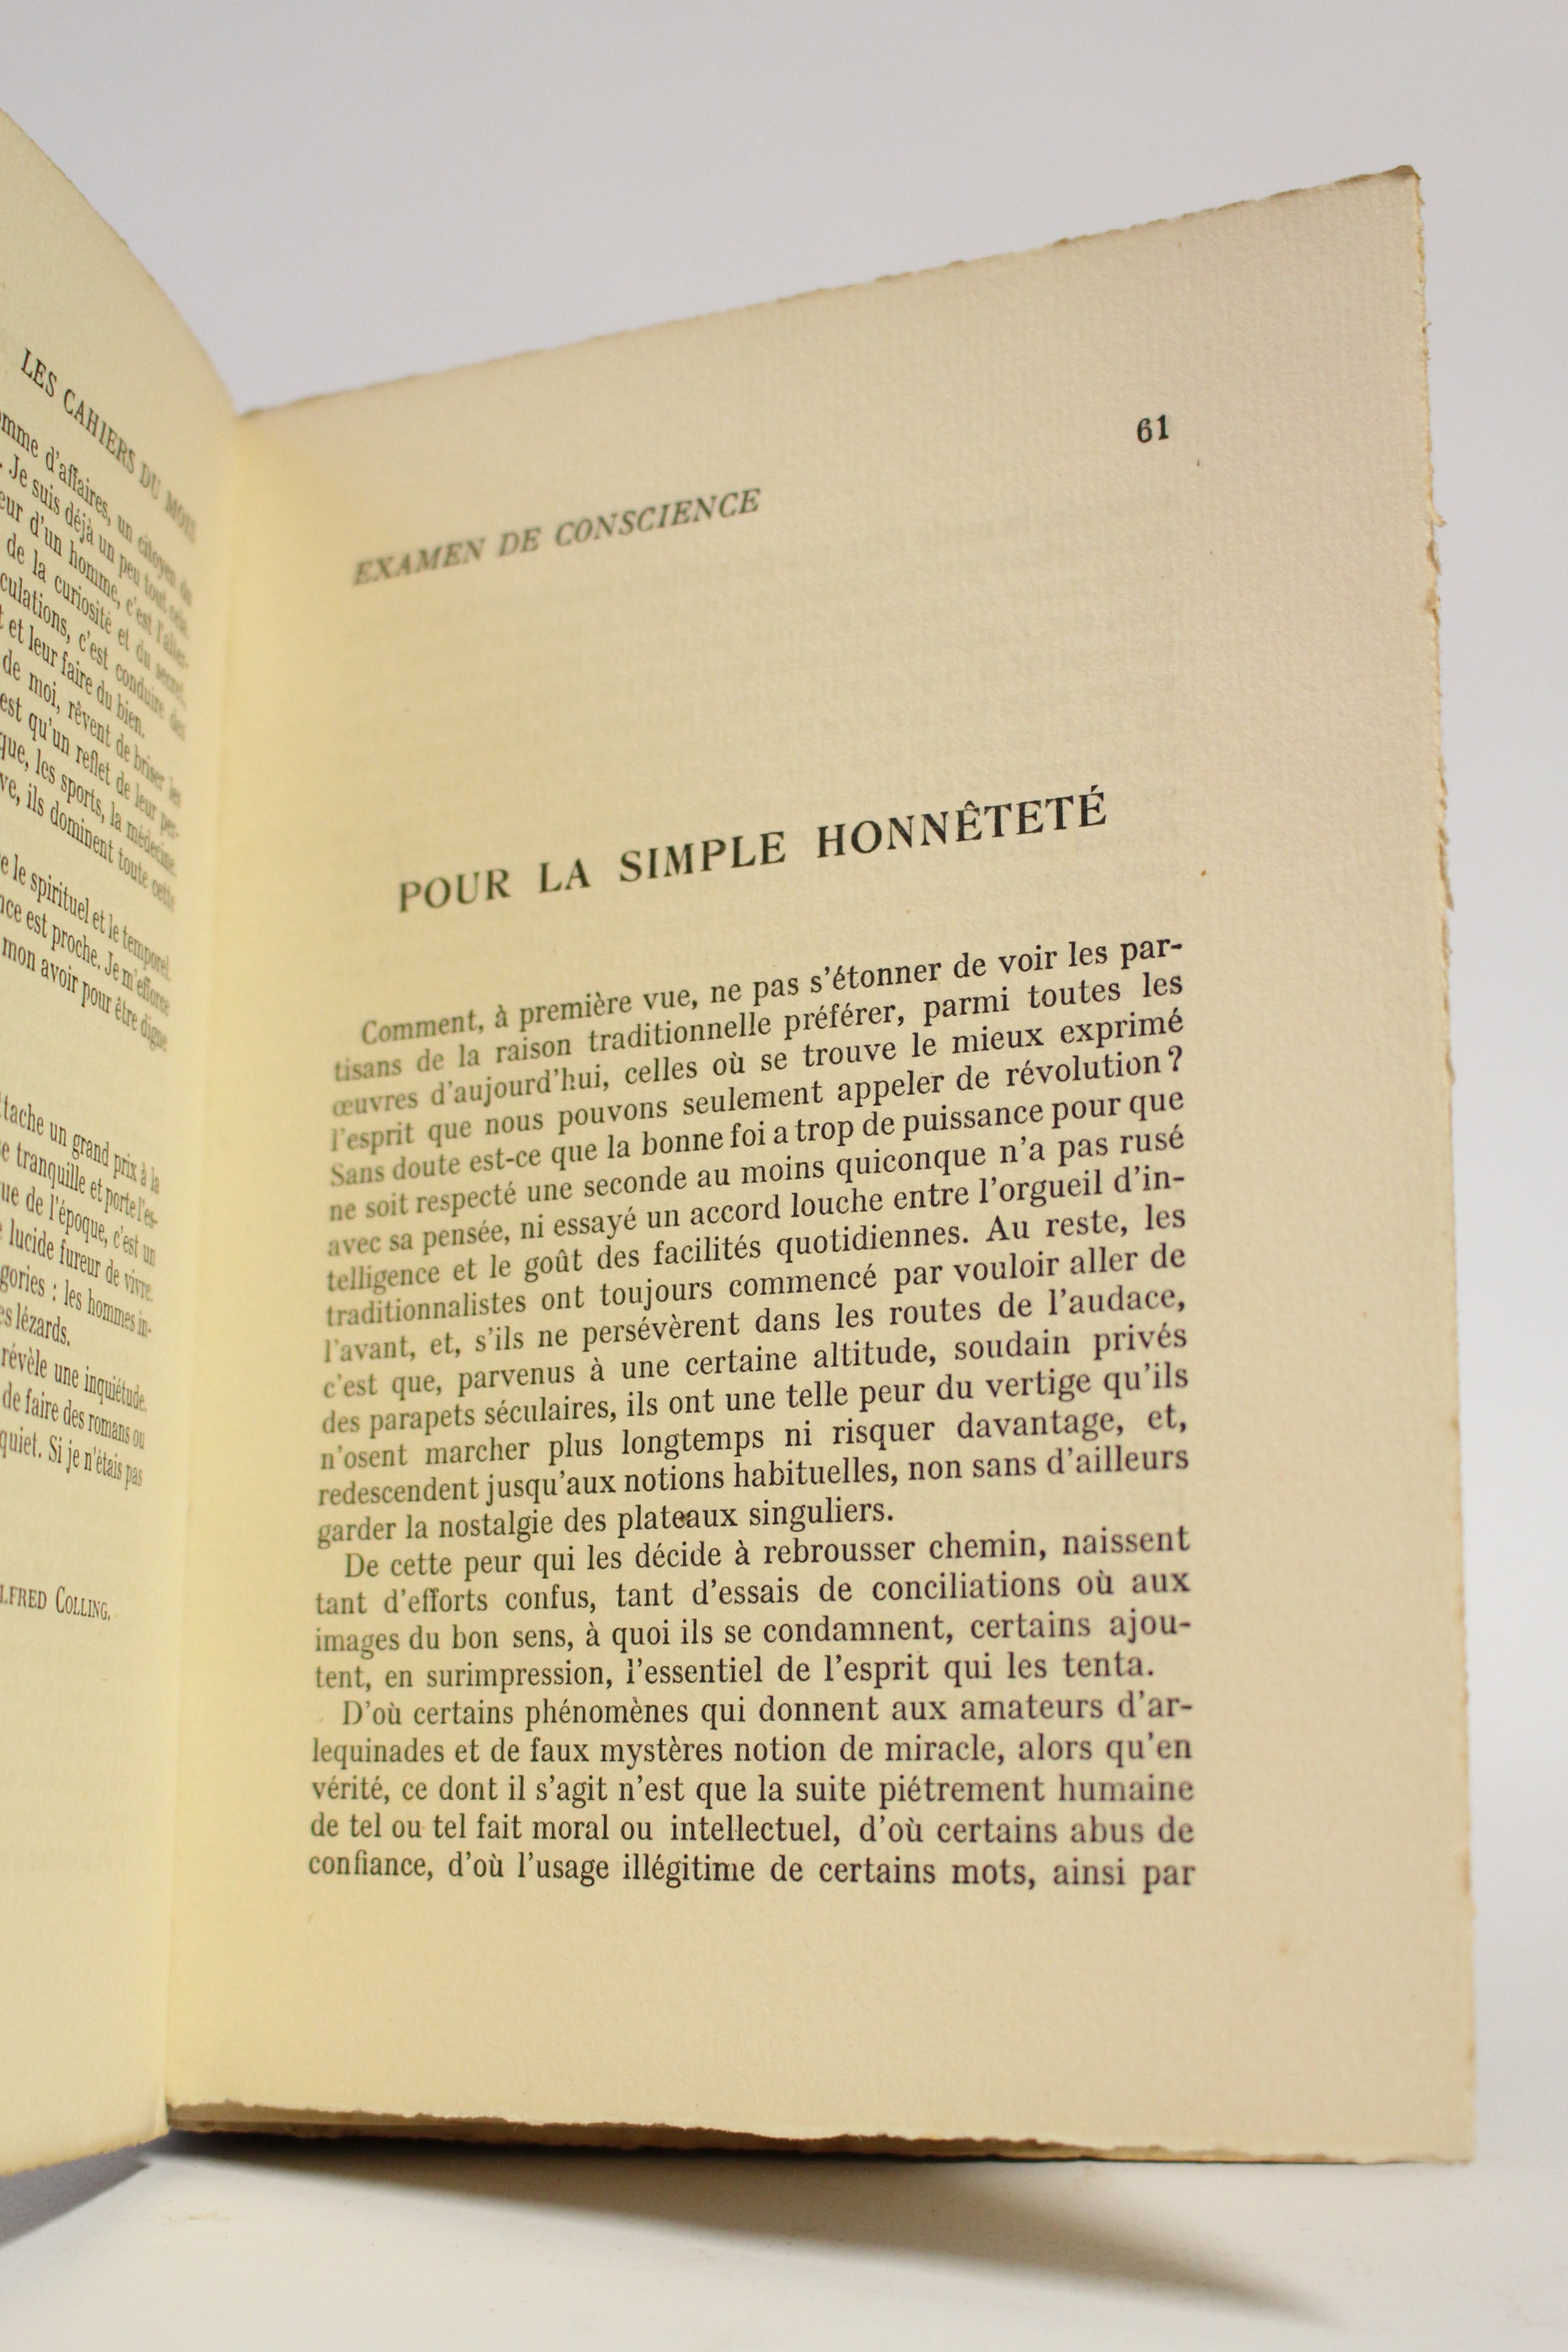 LES CAHIERS DU MOIS
omme d'affaires, un citoyen du
. Je suis déjà un peu tout cela.
eur d'un homme, c'est l'allian-
de la curiosité et du secret,
culations, c'est conduire des
t et leur faire du bien.
de moi, rêvent de briser les
est qu'un reflet de leur per-
que, les sports, la médecine
ve, ils dominent toute cette
e le spirituel et le temporel,
nce est proche. Je m'efforce
mon avoir pour être digne
tache un grand prix à la
e tranquille et porte l'es-
ue de l'époque, c'est un
lucide fureur de vivre.
gories : les hommes in-
es lézards.
révèle une inquiétude.
de faire des romans ou
quiet. Si je n'étais pas
LFRED COLLING.
61
EXAMEN DE CONSCIENCE
POUR LA SIMPLE HONNÊTETÉ
Comment, à première vue, ne pas s'étonner de voir les par-
tisans de la raison traditionnelle préférer, parmi toutes les
œuvres d'aujourd'hui, celles où se trouve le mieux exprimé
l'esprit que nous pouvons seulement appeler de révolution ?
Sans doute est-ce que la bonne foi a trop de puissance pour que
ne soit respecté une seconde au moins quiconque n'a pas rusé
avec sa pensée, ni essayé un accord louche entre l'orgueil d'in-
telligence et le goût des facilités quotidiennes. Au reste, les
traditionnalistes ont toujours commencé par vouloir aller de
l'avant, et, s'ils ne persévèrent dans les routes de l'audace,
c'est que, parvenus à une certaine altitude, soudain privés
des parapets séculaires, ils ont une telle peur du vertige qu'ils
n'osent marcher plus longtemps ni risquer davantage, et,
redescendent jusqu'aux notions habituelles, non sans d'ailleurs
garder la nostalgie des plateaux singuliers.
De cette peur qui les décide à rebrousser chemin, naissent
tant d'efforts confus, tant d'essais de conciliations où aux
images du bon sens, à quoi ils se condamnent, certains ajou-
tent, en surimpression, l'essentiel de l'esprit qui les tenta.
D'où certains phénomènes qui donnent aux amateurs d'ar-
lequinades et de faux mystères notion de miracle, alors qu'en
vérité, ce dont il s'agit n'est que la suite piétrement humaine
de tel ou tel fait moral ou intellectuel, d'où certains abus de
confiance, d'où l'usage illégitime de certains mots, ainsi par